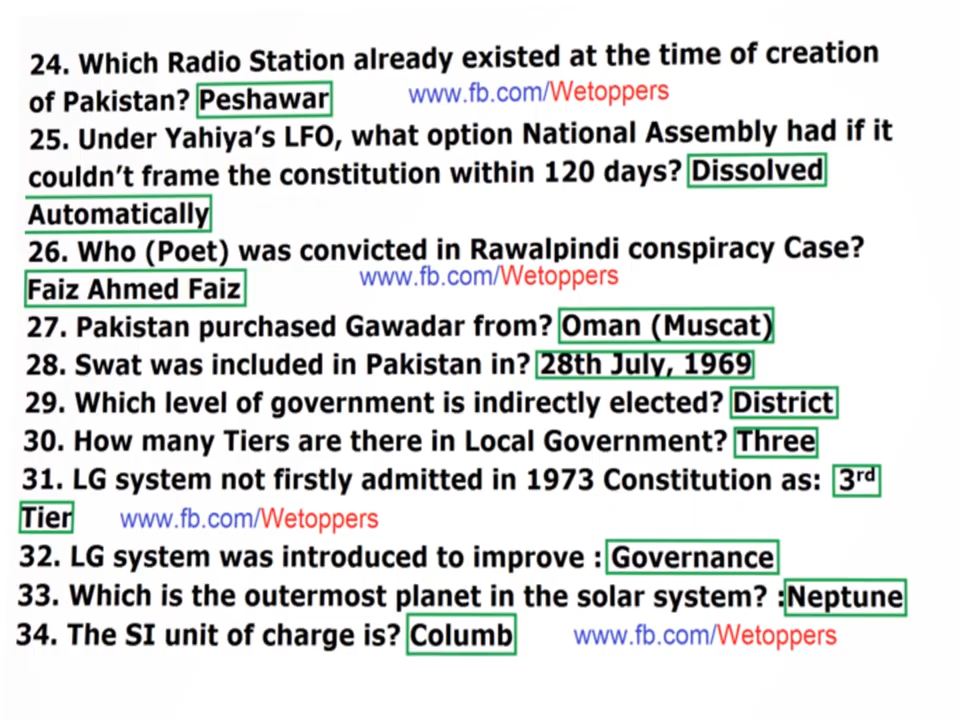 24. Which Radio Station already existed at the time of creation
of Pakistan? Peshawar www.fb.com/Wetoppers
25. Under Yahiya's LFO, what option National Assembly had if it
couldn't frame the constitution within 120 days? Dissolved
Automatically
26. Who (Poet) was convicted in Rawalpindi conspiracy Case?
www.fb.com/Wetoppers
Faiz Ahmed Faiz
27. Pakistan purchased Gawadar from? Oman (Muscat)
28. Swat was included in Pakistan in? 28th July, 1969
29. Which level of government is indirectly elected? District
30. How many Tiers are there in Local Government? Three
31. LG system not firstly admitted in 1973 Constitution as: 3rd
Tier www.fb.com/Wetoppers
32. LG system was introduced to improve : Governance
33. Which is the outermost planet in the solar system? :Neptune
34. The SI unit of charge is? Columb www.fb.com/Wetoppers